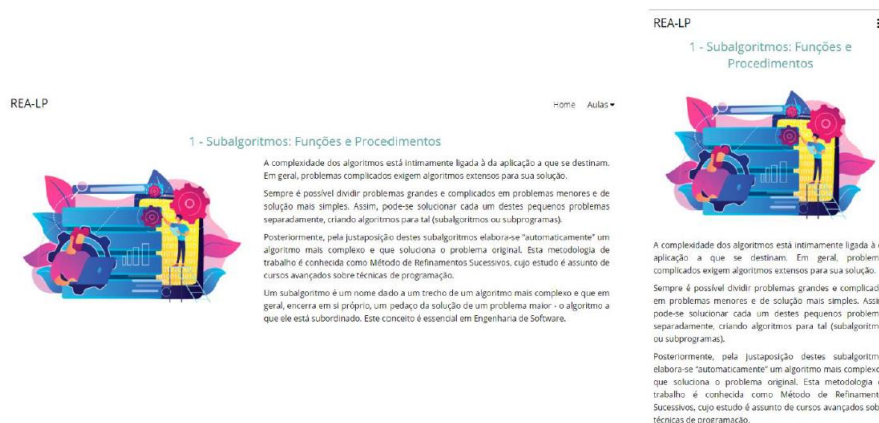 REA-LP
Home Aulas
1 - Subalgoritmos: Funções e Procedimentos
A complexidade dos algoritmos está intimamente ligada à da aplicação a que se destinam.
Em geral, problemas complicados exigem algoritmos extensos para sua solução.
Sempre é possível dividir problemas grandes e complicados em problemas menores e de
solução mais simples. Assim, pode-se solucionar cada um destes pequenos problemas
separadamente, criando algoritmos para tal (subalgoritmos ou subprogramas).
Posteriormente, pela justaposição destes subalgoritmos elabora-se "automaticamente" um
algoritmo mais complexo e que soluciona o problema original. Esta metodologia de
trabalho é conhecida como Método de Refinamentos Sucessivos, cujo estudo é assunto de
cursos avançados sobre técnicas de programação.
Um subalgoritmo é um nome dado a um trecho de um algoritmo mais complexo e que em
geral, encerra em si próprio, um pedaço da solução de um problema maior - o algoritmo a
que ele está subordinado. Este conceito é essencial em Engenharia de Software.
REA-LP
1 - Subalgoritmos: Funções e
Procedimentos
A complexidade dos algoritmos está intimamente ligada à
aplicação a que se destinam. Em geral, problem
complicados exigem algoritmos extensos para sua solução.
Sempre é possível dividir problemas grandes e complicad
em problemas menores e de solução mais simples. Assi
pode-se solucionar cada um destes pequenos problem
separadamente, criando algoritmos para tal (subalgoritm
ou subprogramas).
Posteriormente, pela justaposição destes subalgoritm
elabora-se "automaticamente" um algoritmo mais complexo
que soluciona o problema original. Esta metodologia
trabalho é conhecida como Método de Refinament
Sucessivos, cujo estudo é assunto de cursos avançados sob
técnicas de programação.